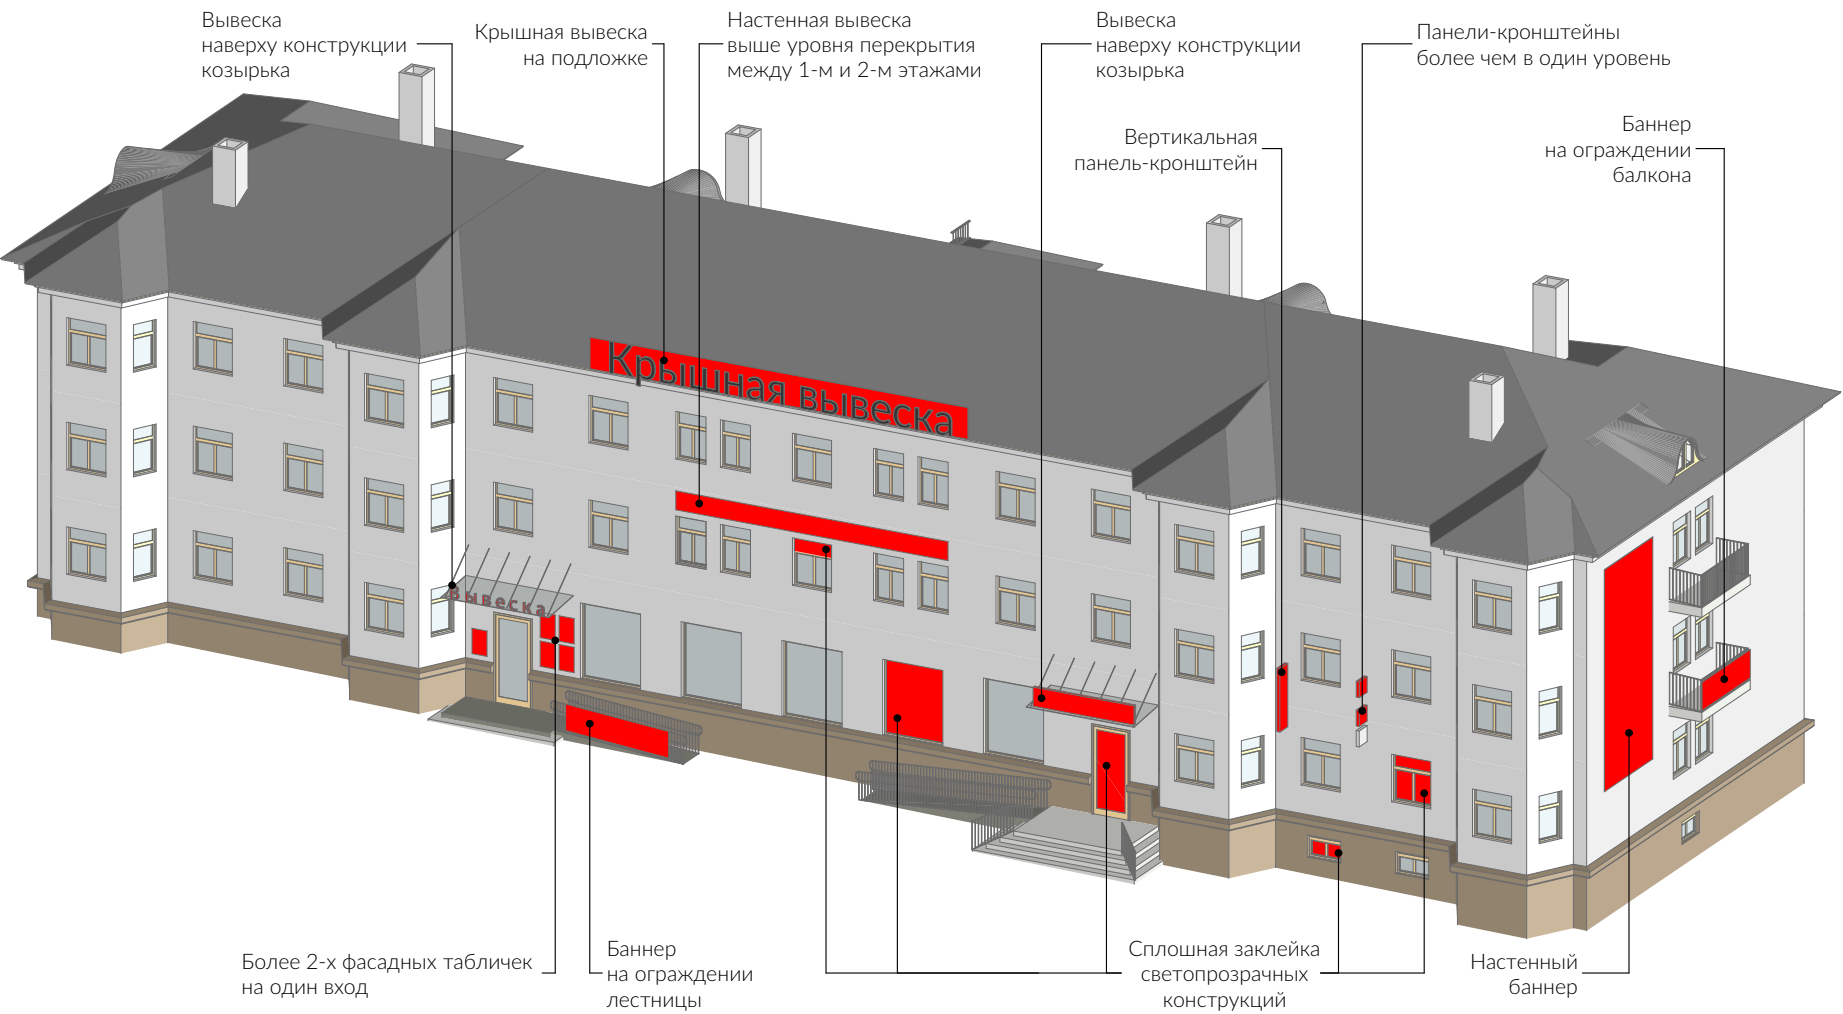 Вывеска
наверху конструкции
козырька
Крышная вывеска
на подложке
Настенная вывеска
выше уровня перекрытия
между 1-м и 2-м этажами
Вывеска
наверху конструкции
козырька
Панели-кронштейны
более чем в один уровень
Вертикальная
панель-кронштейн
Баннер
на ограждении
балкона
Крышная вывеска
Вывеска
Более 2-х фасадных табличек
на один вход
Баннер
на ограждении
лестницы
Сплошная заклейка
светопрозрачных
конструкций
Настенный
баннер